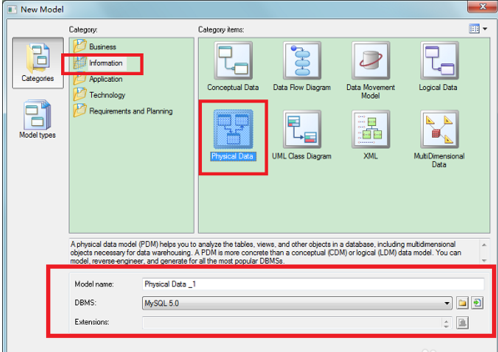 New Model
Category:
Category items:
Categories
Model types
Business
Information
Application
Technology
Requirements and Planning
Conceptual Data
Data Flow Diagram
Data Movement
Model
Logical Data
Physical Data
UML Class Diagram
XML
MultiDimensional
Data
A physical data model (PDM) helps you to analyze the tables, views, and other objects in a database, including multidimensional
objects necessary for data warehousing. A PDM is more concrete than a conceptual (CDM) or logical (LDM) data model. You can
model, reverse-engineer, and generate for all the most popular DBMSs.
Model name:
Physical Data _1
DBMS:
MySQL 5.0
Extensions: